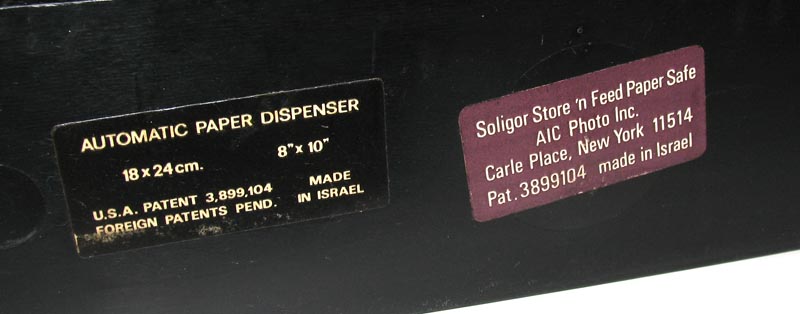 AUTOMATIC PAPER DISPENSER
18 x 24 cm. 8" x 10"
U.S.A. PATENT 3,899,104 MADE
FOREIGN PATENTS PEND. IN ISRAEL
Soligor Store 'n Feed Paper Safe
AIC Photo Inc.
Carle Place, New York 11514
Pat. 3899104 made in Israel